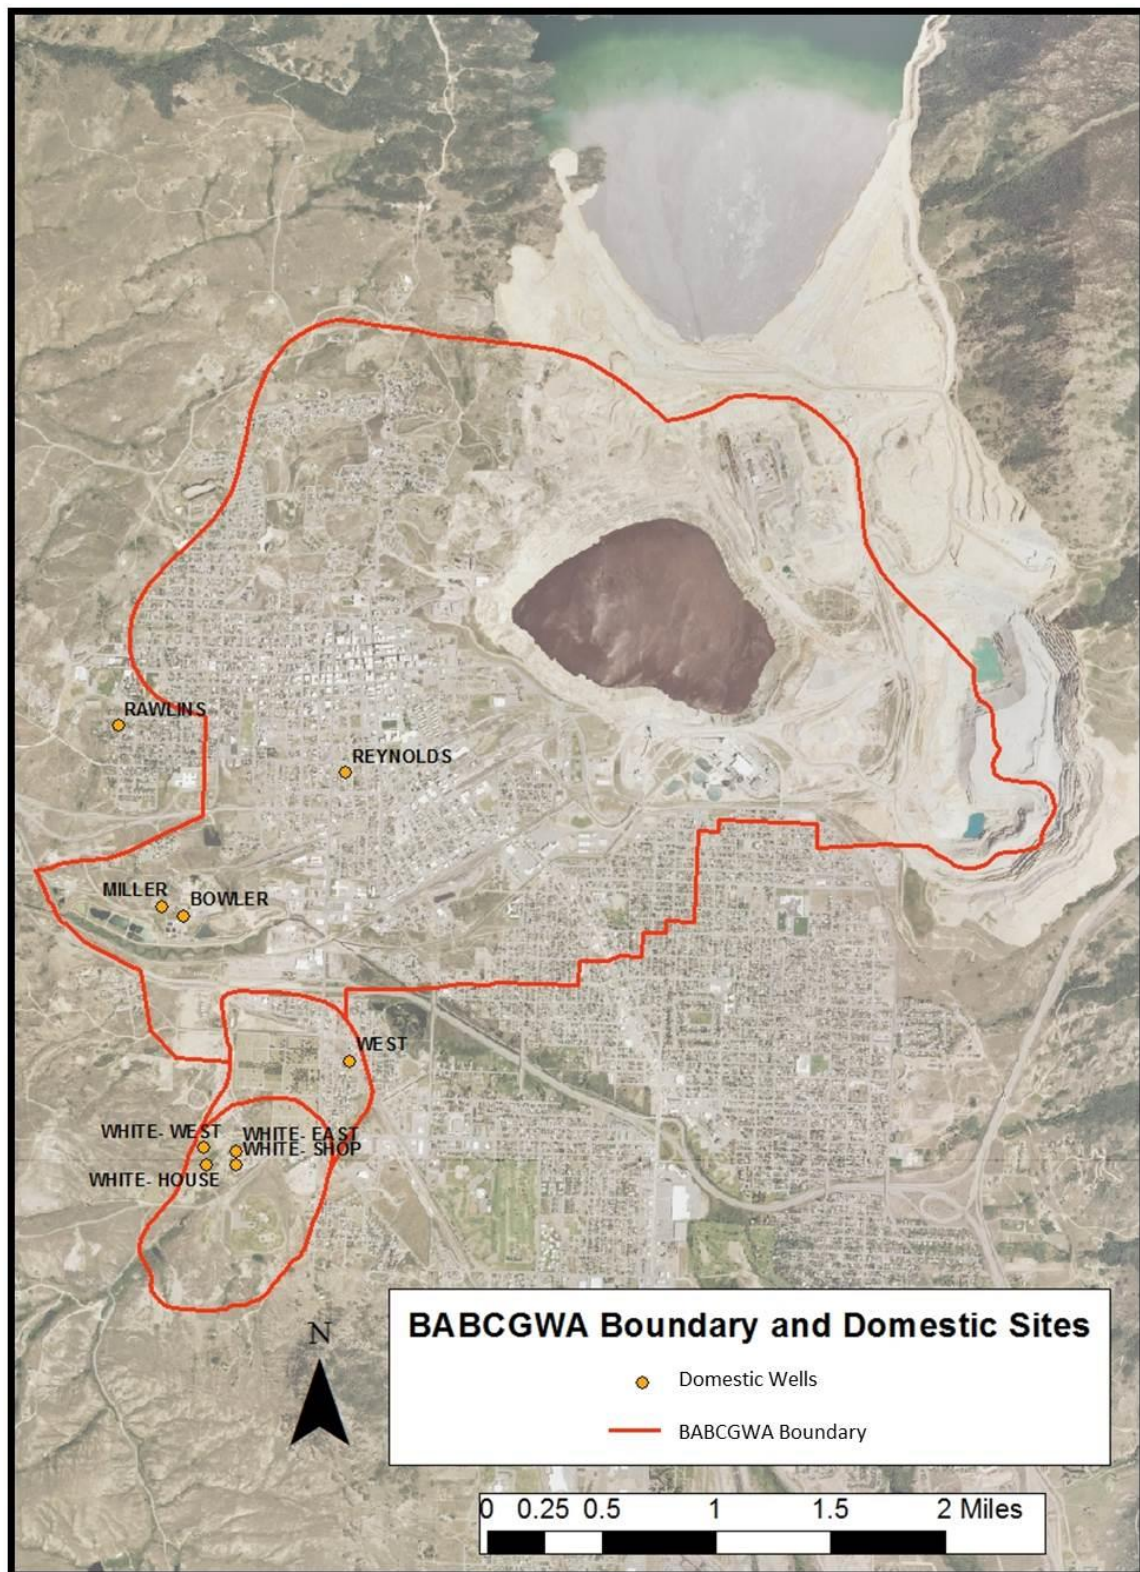 RAWLINS
REYNOLDS
MILLER
BOWLER
WEST
WHITE- WEST
WHITE- EAST
WHITE- SHOP
WHITE- HOUSE
N
BABCGWA Boundary and Domestic Sites
Domestic Wells
BABCGWA Boundary
0 0.25 0.5 1 1.5 2 Miles